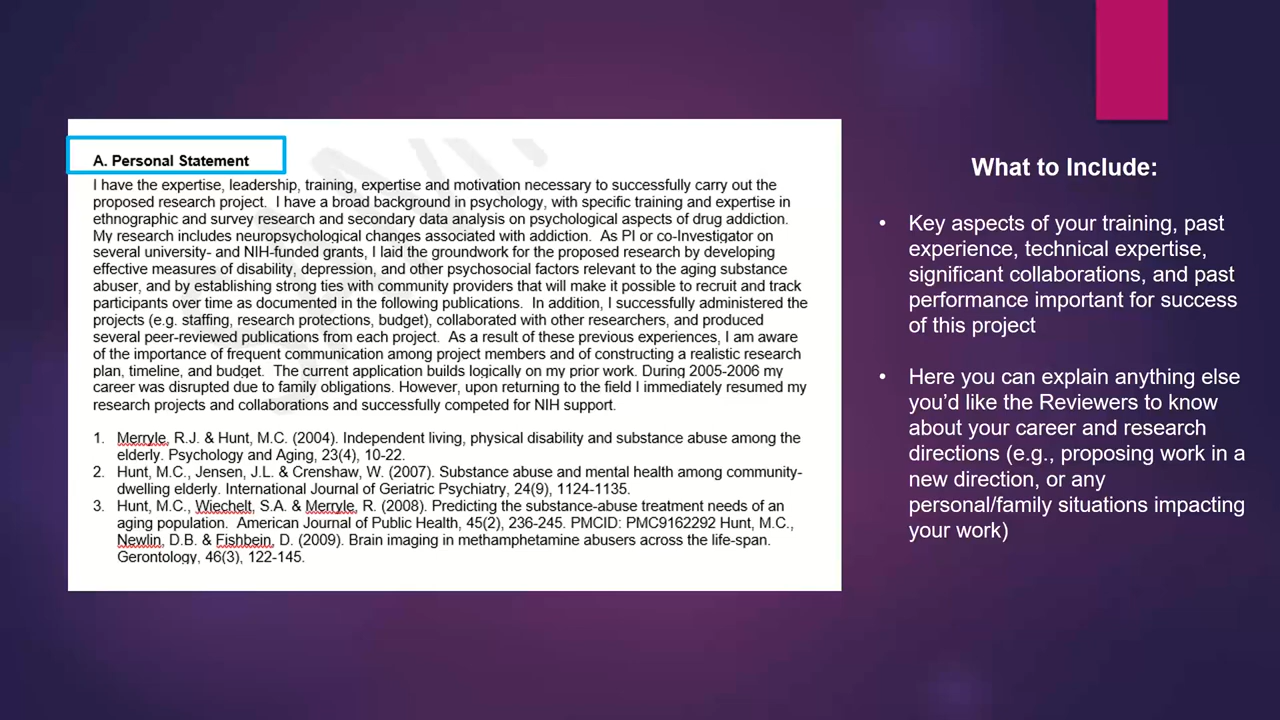 A. Personal Statement
I have the expertise, leadership, training, expertise and motivation necessary to successfully carry out the
proposed research project.  I have a broad background in psychology, with specific training and expertise in
ethnographic and survey research and secondary data analysis on psychological aspects of drug addiction.
My research includes neuropsychological changes associated with addiction.  As PI or co-Investigator on
several university- and NIH-funded grants, I laid the groundwork for the proposed research by developing
effective measures of disability, depression, and other psychosocial factors relevant to the aging substance
abuser, and by establishing strong ties with community providers that will make it possible to recruit and track
participants over time as documented in the following publications.  In addition, I successfully administered the
projects (e.g. staffing, research protections, budget), collaborated with other researchers, and produced
several peer-reviewed publications from each project.  As a result of these previous experiences, I am aware
of the importance of frequent communication among project members and of constructing a realistic research
plan, timeline, and budget.  The current application builds logically on my prior work. During 2005-2006 my
career was disrupted due to family obligations. However, upon returning to the field I immediately resumed my
research projects and collaborations and successfully competed for NIH support.
1. Merryle, R.J. & Hunt, M.C. (2004). Independent living, physical disability and substance abuse among the
elderly. Psychology and Aging, 23(4), 10-22.
2. Hunt, M.C., Jensen, J.L. & Crenshaw, W. (2007). Substance abuse and mental health among community-
dwelling elderly. International Journal of Geriatric Psychiatry, 24(9), 1124-1135.
3. Hunt, M.C., Wiechelt, S.A. & Merryle, R. (2008). Predicting the substance-abuse treatment needs of an
aging population.  American Journal of Public Health, 45(2), 236-245. PMCID: PMC9162292 Hunt, M.C.,
Newlin, D.B. & Fishbein, D. (2009). Brain imaging in methamphetamine abusers across the life-span.
Gerontology, 46(3), 122-145.
What to Include:
• Key aspects of your training, past
experience, technical expertise,
significant collaborations, and past
performance important for success
of this project
• Here you can explain anything else
you'd like the Reviewers to know
about your career and research
directions (e.g., proposing work in a
new direction, or any
personal/family situations impacting
your work)